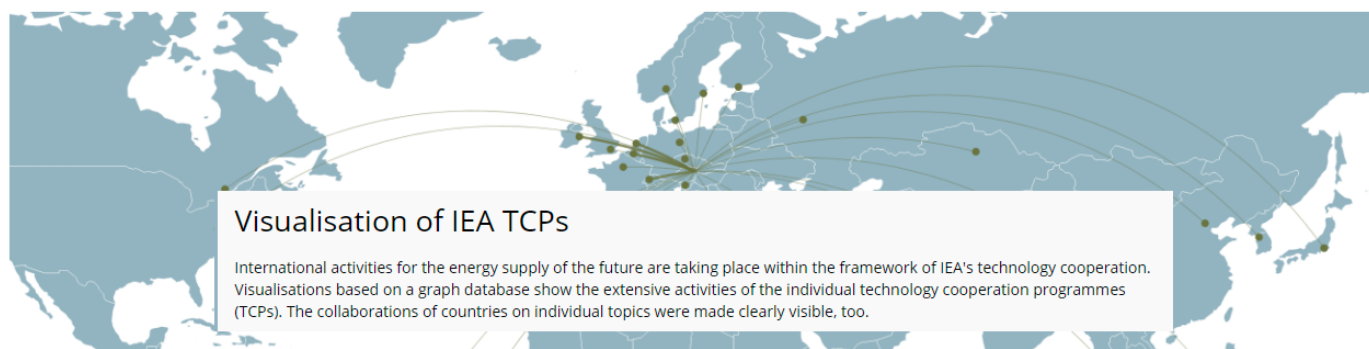 Visualisation of IEA TCPs
International activities for the energy supply of the future are taking place within the framework of IEA's technology cooperation.
Visualisations based on a graph database show the extensive activities of the individual technology cooperation programmes
(TCPs). The collaborations of countries on individual topics were made clearly visible, too.